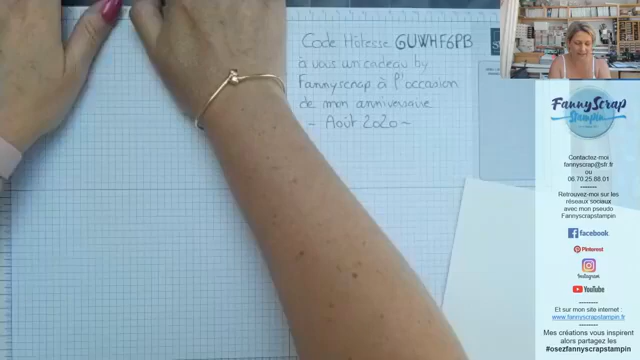 Code Hôtesse GUWHF6PB
à vous un cadeau by
Fannyscrap à l'occasion
de mon anniversaire
~ Août 2020 ~
FannyScrap
Stampin
Contactez-moi
fannyscrap@sfr.fr
ou
06.70.25.68.01
--------
Retrouvez-moi sur les
réseaux sociaux
avec mon pseudo
Fannyscrapstampin
facebook
Pinterest
Instagram
YouTube
--------
Et sur mon site internet :
www.fannyscrapstampin.fr
--------
Mes créations vous inspirent
alors partagez les
#osezfannyscrapstampin